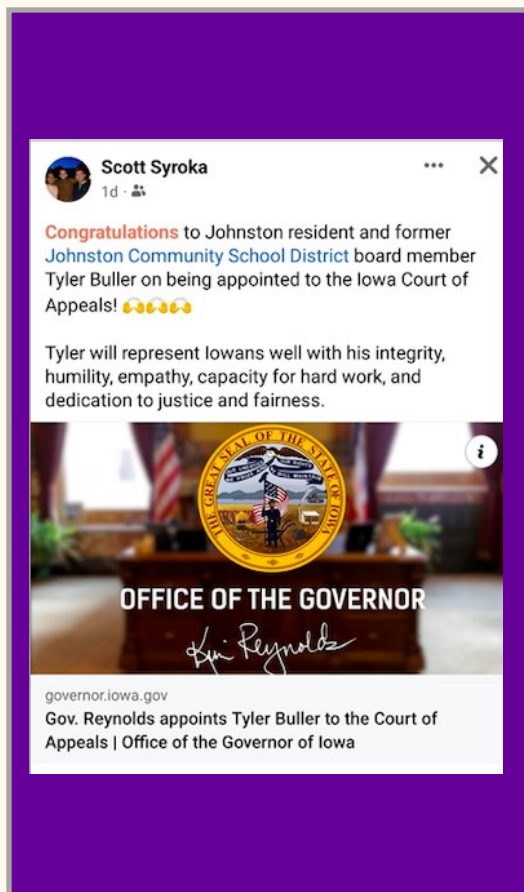 Scott Syroka
1d
Congratulations to Johnston resident and former
Johnston Community School District board member
Tyler Buller on being appointed to the Iowa Court of
Appeals! 🙌🙌🙌
Tyler will represent Iowans well with his integrity,
humility, empathy, capacity for hard work, and
dedication to justice and fairness.
THE GREAT SEAL OF THE STATE OF IOWA
OFFICE OF THE GOVERNOR
Kim Reynolds
governor.iowa.gov
Gov. Reynolds appoints Tyler Buller to the Court of
Appeals | Office of the Governor of Iowa